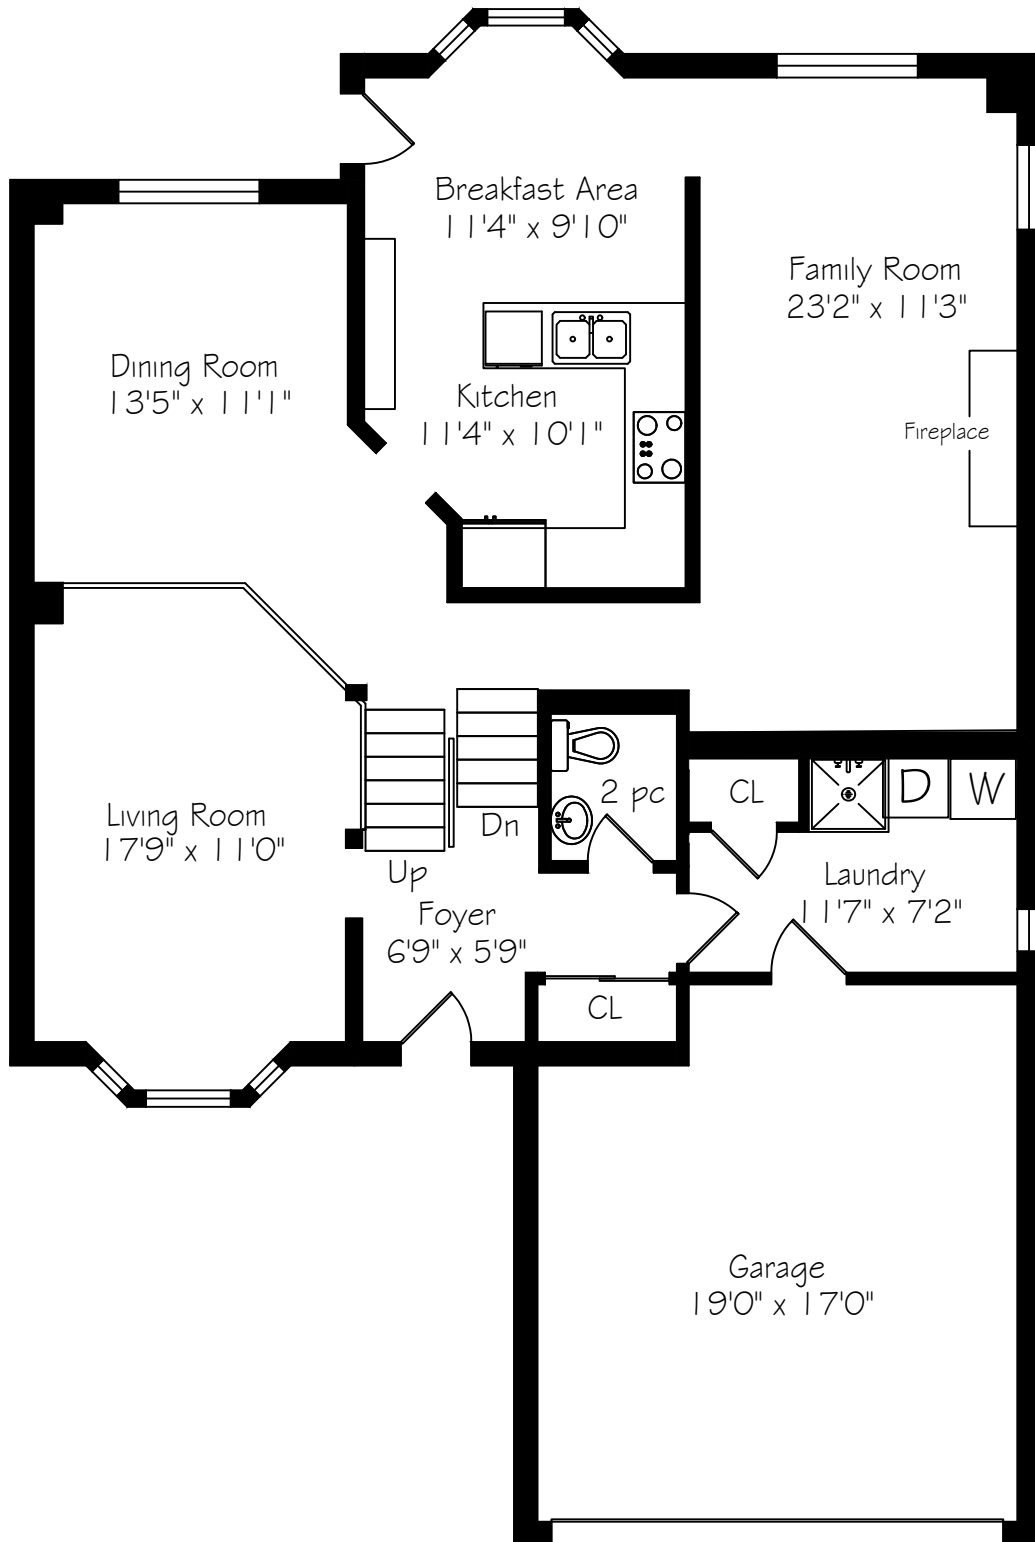 Breakfast Area
11'4" x 9'10"
Family Room
23'2" x 11'3"
Dining Room
13'5" x 11'1"
Kitchen
11'4" x 10'1"
Fireplace
Living Room
17'9" x 11'0"
Up
Dn
2 pc
CL
D
W
Laundry
11'7" x 7'2"
Foyer
6'9" x 5'9"
CL
Garage
19'0" x 17'0"